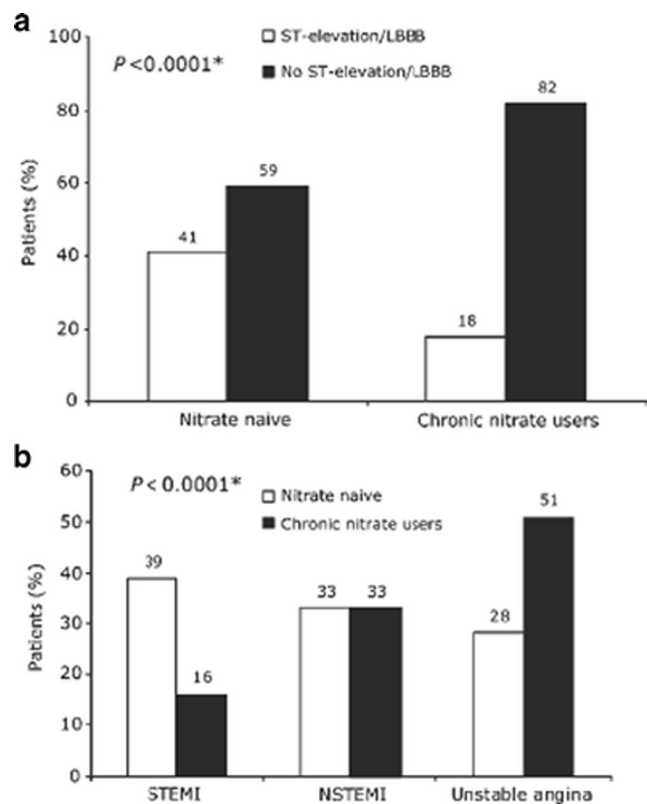 a
100
80
60
40
20
0
Patients (%)
P<0.0001*
ST-elevation/LBBB
No ST-elevation/LBBB
41
59
18
82
Nitrate naive
Chronic nitrate users
b
60
50
40
30
20
10
0
Patients (%)
P<0.0001*
Nitrate naive
Chronic nitrate users
39
16
33
33
28
51
STEMI
NSTEMI
Unstable angina